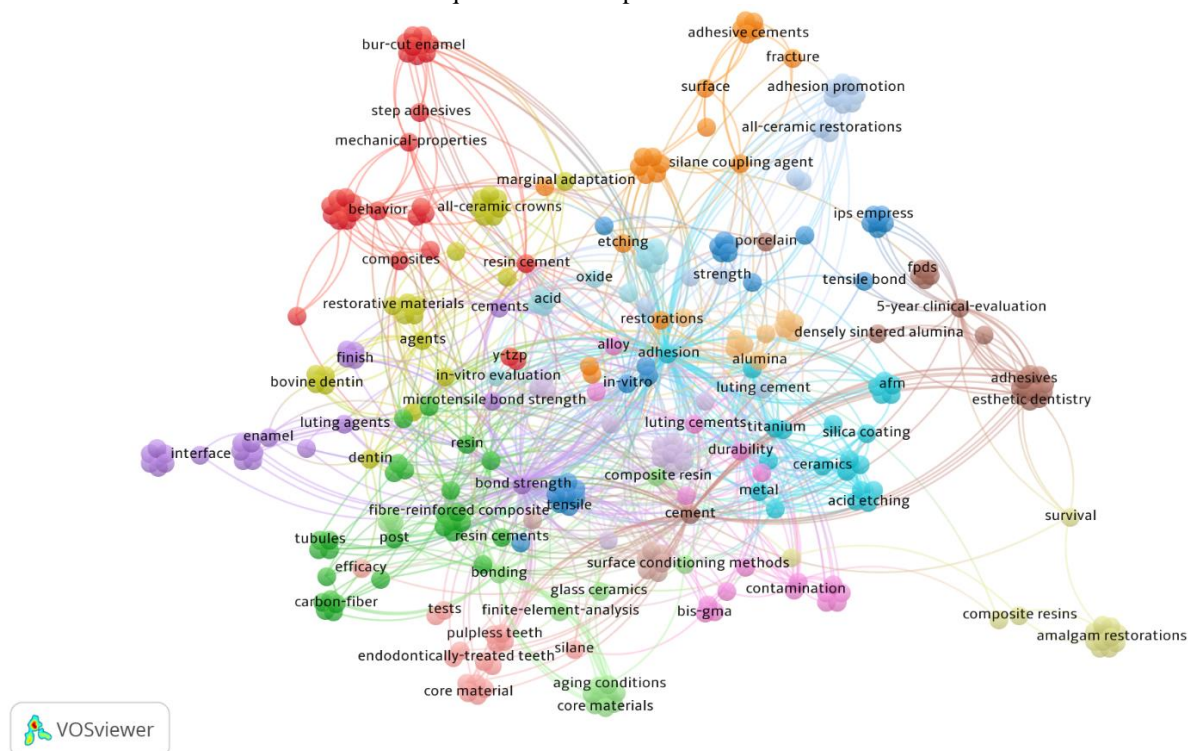 adhesive cements
bur-cut enamel
fracture
surface
adhesion promotion
step adhesives
all-ceramic restorations
mechanical-properties
silane coupling agent
marginal adaptation
all-ceramic crowns
behavior
ips empress
etching
porcelain
composites
resin cement
strength
fpds
oxide
tensile bond
restorative materials
acid
cements
5-year clinical-evaluation
restorations
densely sintered alumina
agents
alloy
adhesion
finish
y-tzp
alumina
in-vitro evaluation
in-vitro
adhesives
bovine dentin
luting cement
afm
microtensile bond strength
esthetic dentistry
luting agents
luting cements
titanium
enamel
silica coating
resin
durability
interface
dentin
ceramics
composite resin
bond strength
metal
acid etching
tensile
fibre-reinforced composite
cement
survival
tubules
post
resin cements
surface conditioning methods
efficacy
bonding
contamination
glass ceramics
carbon-fiber
tests
finite-element-analysis
bis-gma
composite resins
pulpless teeth
amalgam restorations
endodontically-treated teeth
silane
aging conditions
core material
core materials
VOSviewer